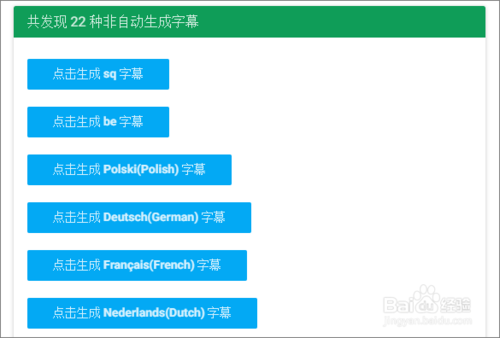 共发现 22 种非自动生成字幕
点击生成 sq 字幕
点击生成 be 字幕
点击生成 Polski(Polish) 字幕
点击生成 Deutsch(German) 字幕
点击生成 Français(French) 字幕
点击生成 Nederlands(Dutch) 字幕
Baidu经验
jingyan.baidu.com